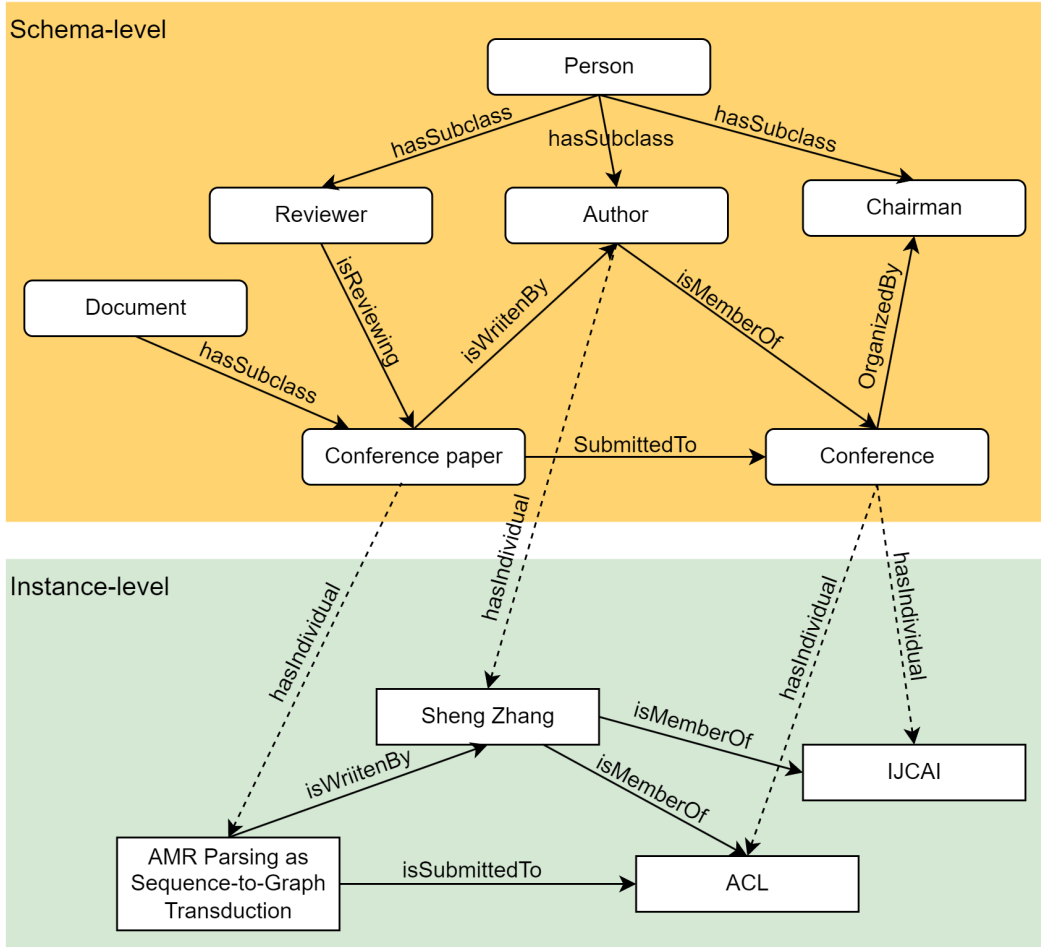 Schema-level
Person
hasSubclass
hasSubclass
hasSubclass
Reviewer
Author
Chairman
isReviewing
isWriitenBy
isMemberOf
OrganizedBy
Document
hasSubclass
Conference paper
SubmittedTo
Conference
hasIndividual
hasIndividual
hasIndividual
hasIndividual
Instance-level
Sheng Zhang
isMemberOf
IJCAI
isWriitenBy
isMemberOf
AMR Parsing as
Sequence-to-Graph
Transduction
isSubmittedTo
ACL